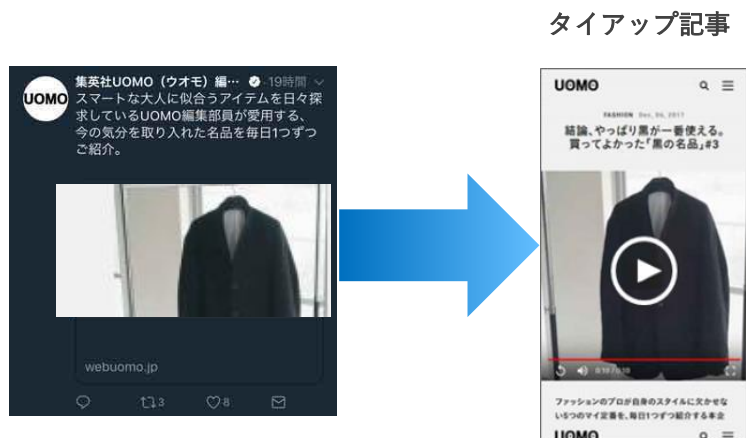 タイアップ記事
集英社UOMO（ウオモ）編… 19時間
UOMO
スマートな大人に似合うアイテムを日々探
求しているUOMO編集部員が愛用する、
今の気分を取り入れた名品を毎日1つずつ
ご紹介。
webuomo.jp
3 8
UOMO
FASHION Dec, 06, 2017
結論、やっぱり黒が一番使える。
買ってよかった「黒の名品」#3
ファッションのプロが自身のスタイルに欠かせな
い5つのマイ定番を、毎日1つずつ紹介する本企
UOMO